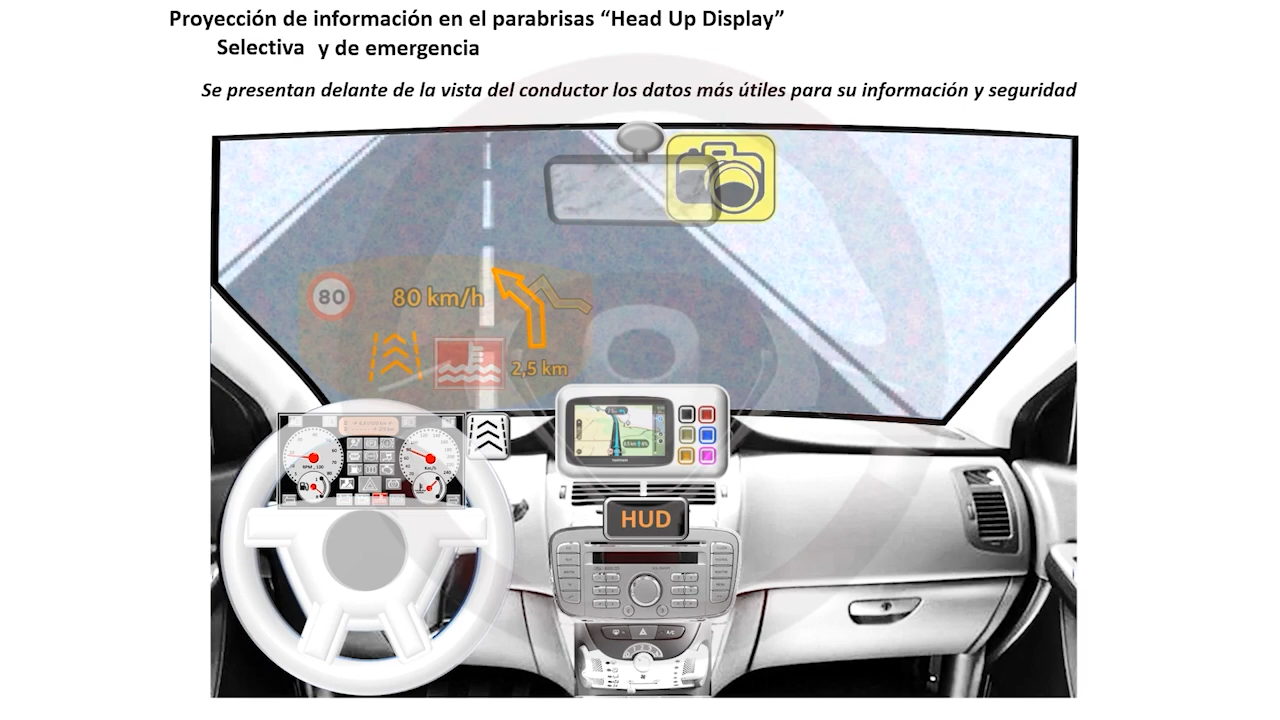 Proyección de información en el parabrisas “Head Up Display”
Selectiva y de emergencia
Se presentan delante de la vista del conductor los datos más útiles para su información y seguridad
80
80 km/h
2,5 km
HUD
A/C